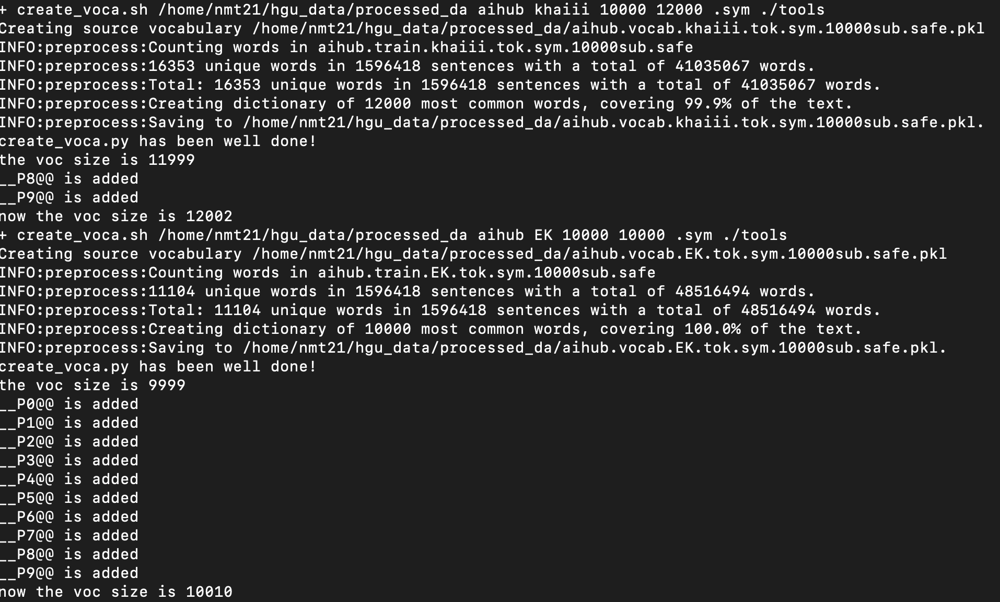 + create_voca.sh /home/nmt21/hgu_data/processed_da aihub khaiii 10000 12000 .sym ./tools
Creating source vocabulary /home/nmt21/hgu_data/processed_da/aihub.vocab.khaiii.tok.sym.10000sub.safe.pkl
INFO:preprocess:Counting words in aihub.train.khaiii.tok.sym.10000sub.safe
INFO:preprocess:16353 unique words in 1596418 sentences with a total of 41035067 words.
INFO:preprocess:Total: 16353 unique words in 1596418 sentences with a total of 41035067 words.
INFO:preprocess:Creating dictionary of 12000 most common words, covering 99.9% of the text.
INFO:preprocess:Saving to /home/nmt21/hgu_data/processed_da/aihub.vocab.khaiii.tok.sym.10000sub.safe.pkl.
create_voca.py has been well done!
the voc size is 11999
__P8@@ is added
__P9@@ is added
now the voc size is 12002
+ create_voca.sh /home/nmt21/hgu_data/processed_da aihub EK 10000 10000 .sym ./tools
Creating source vocabulary /home/nmt21/hgu_data/processed_da/aihub.vocab.EK.tok.sym.10000sub.safe.pkl
INFO:preprocess:Counting words in aihub.train.EK.tok.sym.10000sub.safe
INFO:preprocess:11104 unique words in 1596418 sentences with a total of 48516494 words.
INFO:preprocess:Total: 11104 unique words in 1596418 sentences with a total of 48516494 words.
INFO:preprocess:Creating dictionary of 10000 most common words, covering 100.0% of the text.
INFO:preprocess:Saving to /home/nmt21/hgu_data/processed_da/aihub.vocab.EK.tok.sym.10000sub.safe.pkl.
create_voca.py has been well done!
the voc size is 9999
__P0@@ is added
__P1@@ is added
__P2@@ is added
__P3@@ is added
__P4@@ is added
__P5@@ is added
__P6@@ is added
__P7@@ is added
__P8@@ is added
__P9@@ is added
now the voc size is 10010